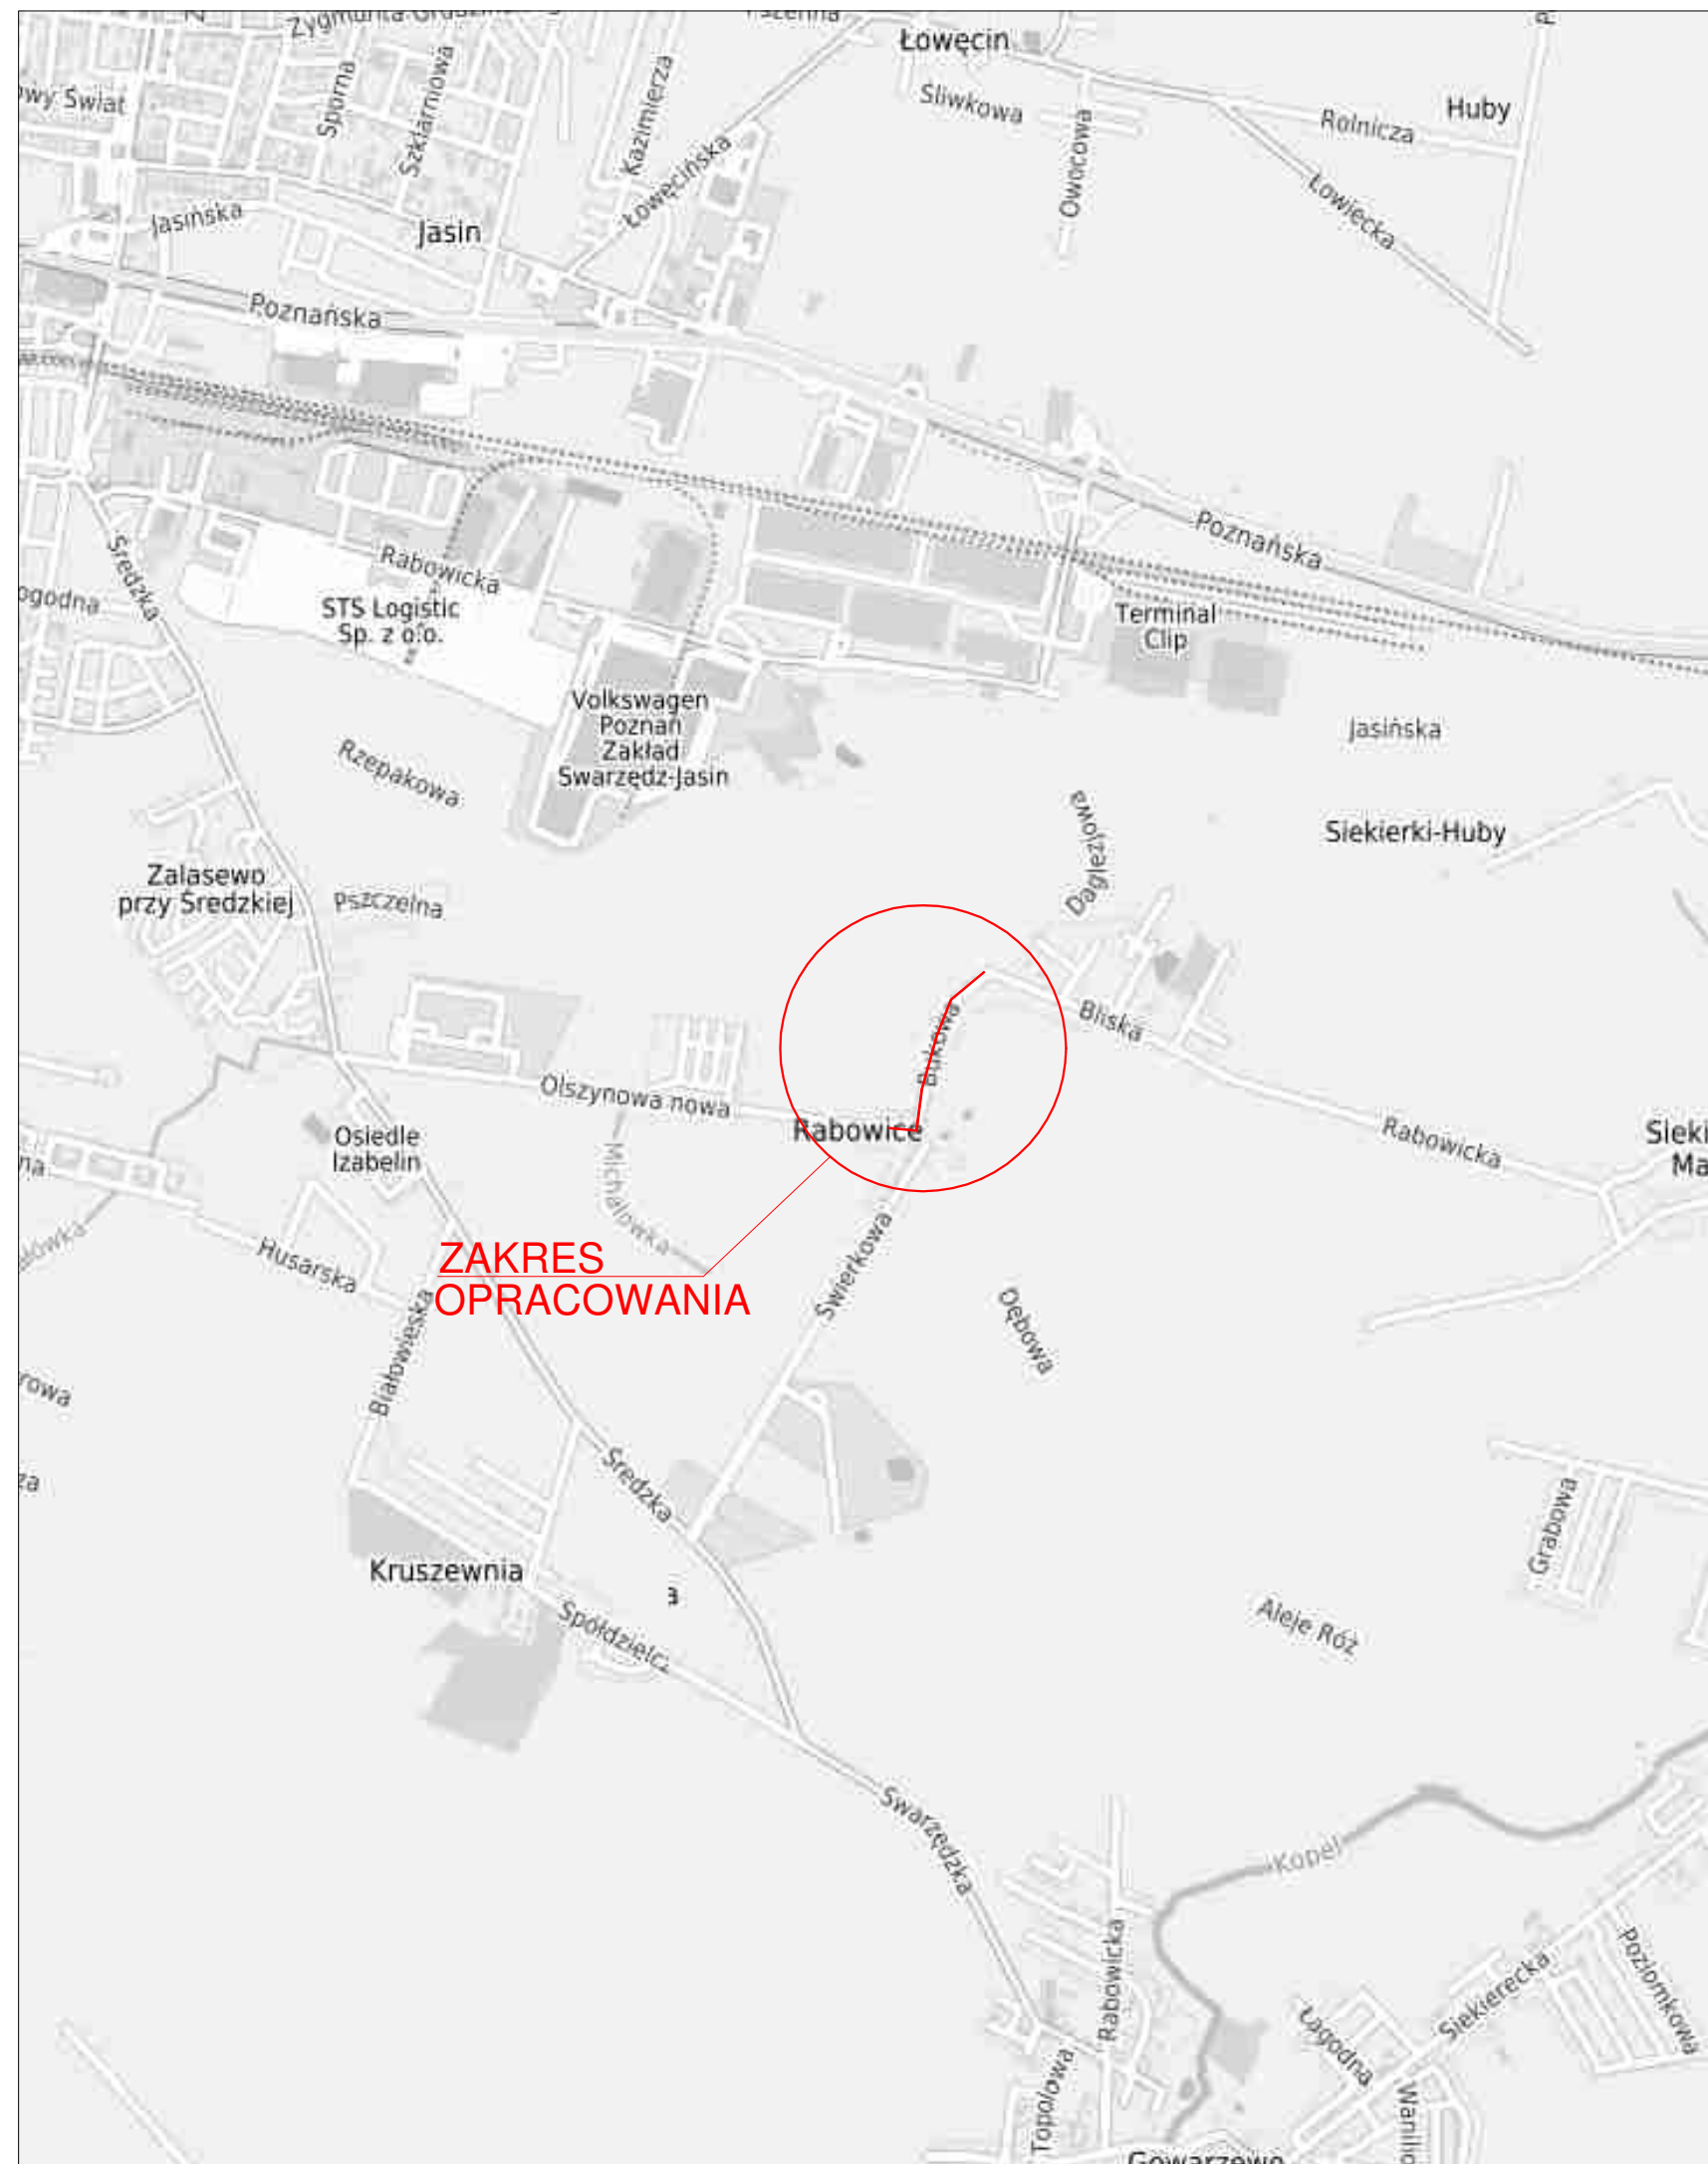 Łowęcin
Śliwkowa
Owocowa
Rolnicza
Huby
Łowiecka
Sporna
Szklarniowa
Kazimierza
Łowęcińska
Jasińska
Jasin
Poznańska
Poznańska
Średzka
Rabowicka
STS Logistic
Sp. z o.o.
Volkswagen
Poznań
Zakład
Swarzędz-Jasin
Terminal
Clip
Jasińska
Rzepakowa
Siekierki-Huby
Daglezjowa
Zalasewo
przy Średzkiej
Pszczelna
Bukowa
Bliska
Olszynowa nowa
Rabowice
Rabowicka
Osiedle
Izabelin
Michałowka
Husarska
ZAKRES
OPRACOWANIA
Świerkowa
Białowieska
Dębowa
Średzka
Grabowa
Kruszewnia
Spółdzielcz
Aleje Róż
Swarzędzka
Kopel
Rabowicka
Topolowa
Siekierecka
Poziomkowa
Łagodna
Gowarzewo